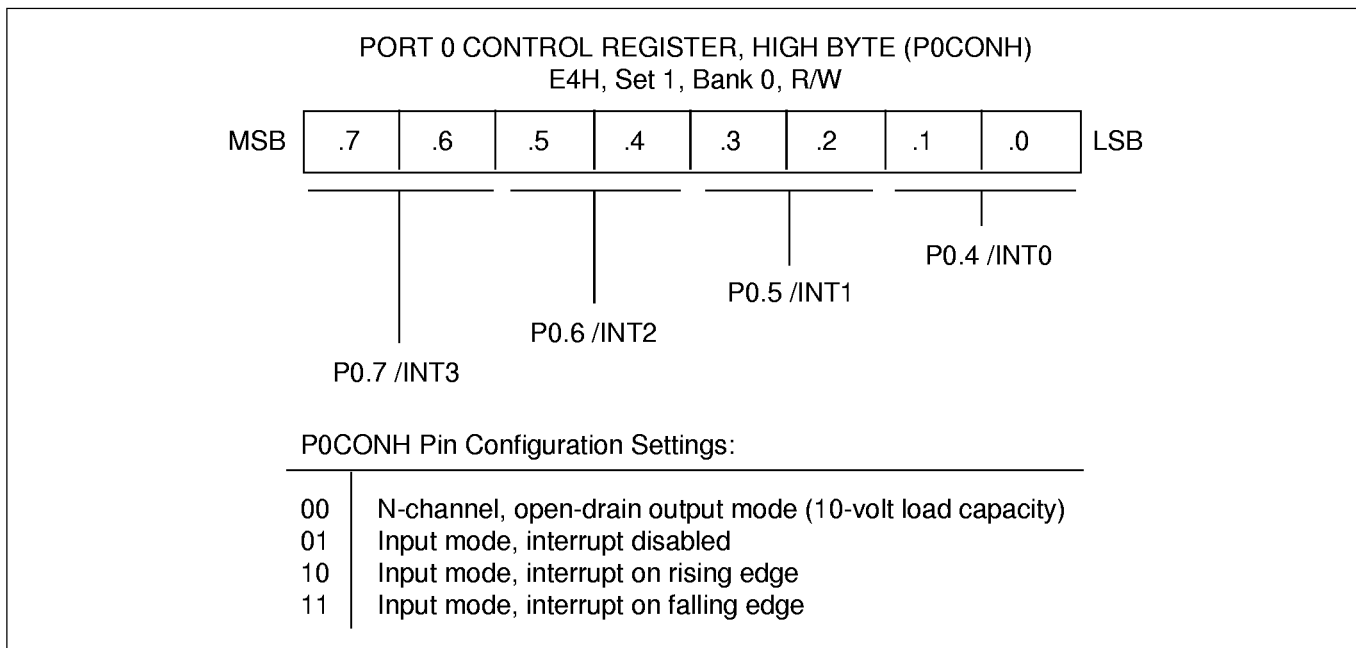 PORT 0 CONTROL REGISTER, HIGH BYTE (P0CONH)
E4H, Set 1, Bank 0, R/W
MSB .7 .6 .5 .4 .3 .2 .1 .0 LSB
P0.4 /INT0
P0.5 /INT1
P0.6 /INT2
P0.7 /INT3
P0CONH Pin Configuration Settings:
00 N-channel, open-drain output mode (10-volt load capacity)
01 Input mode, interrupt disabled
10 Input mode, interrupt on rising edge
11 Input mode, interrupt on falling edge